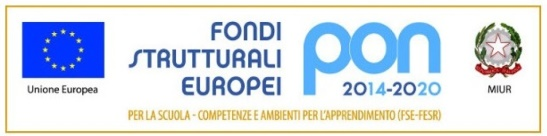 FONDI
STRUTTURALI
EUROPEI
pon
2014-2020
Unione Europea
MIUR
PER LA SCUOLA - COMPETENZE E AMBIENTI PER L'APPRENDIMENTO (FSE-FESR)